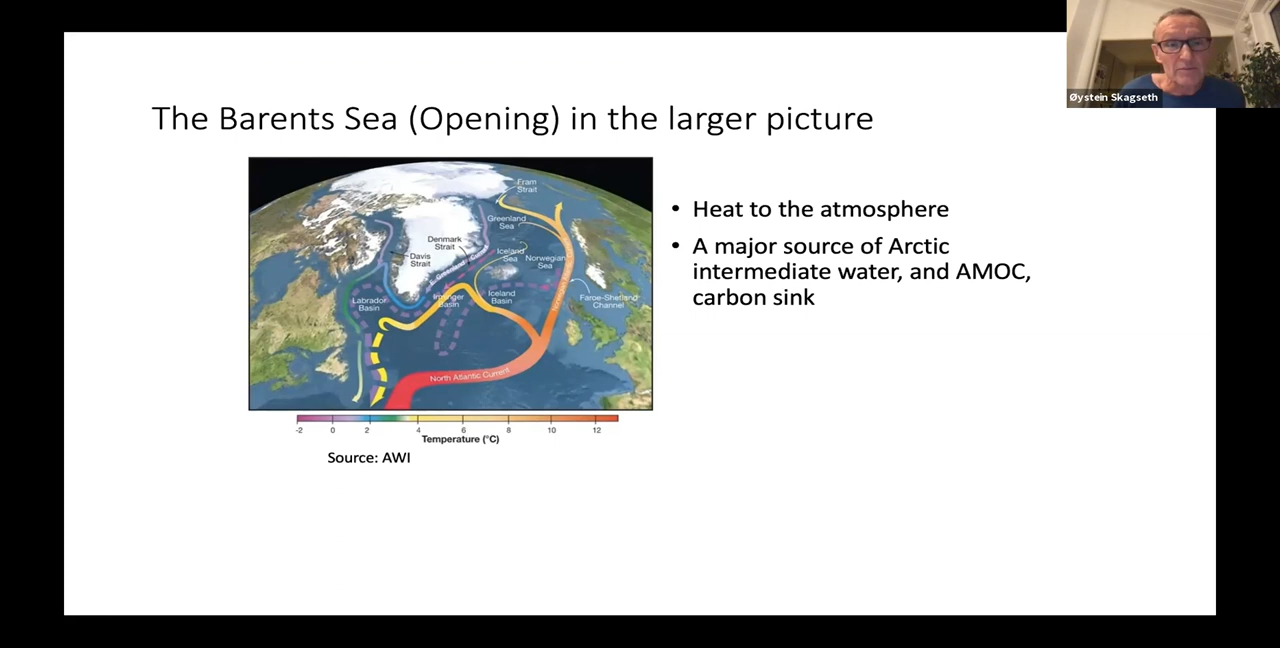 Øystein Skagseth
The Barents Sea (Opening) in the larger picture
Fram
Strait
Greenland
Sea
Denmark
Strait
Iceland
Sea
Norwegian
Sea
Davis
Strait
E. Greenland Current
Labrador
Basin
Irminger
Basin
Iceland
Basin
Faroe-Shetland
Channel
North Atlantic Current
-2 0 2 4 6 8 10 12
Temperature (°C)
Source: AWI
• Heat to the atmosphere
• A major source of Arctic
intermediate water, and AMOC,
carbon sink